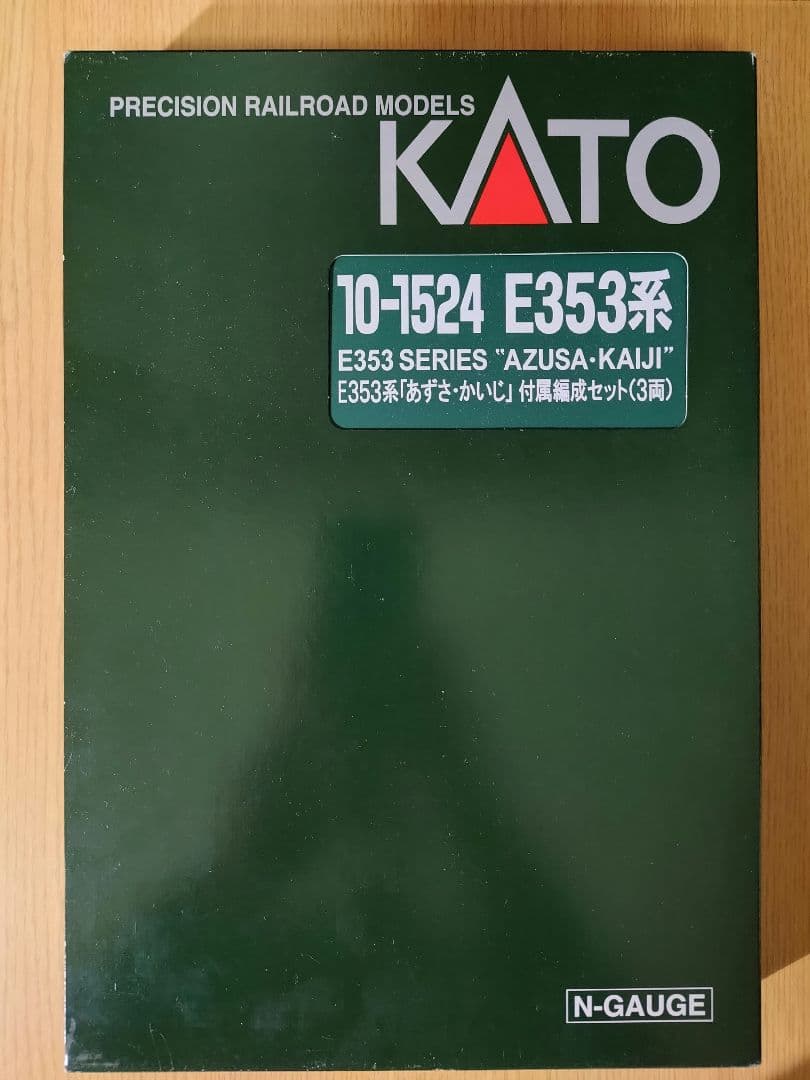 PRECISION RAILROAD MODELS
KATO
10-1524 E353系
E353 SERIES "AZUSA・KAIJI"
E353系「あずさ・かいじ」付属編成セット(3両)
N-GAUGE